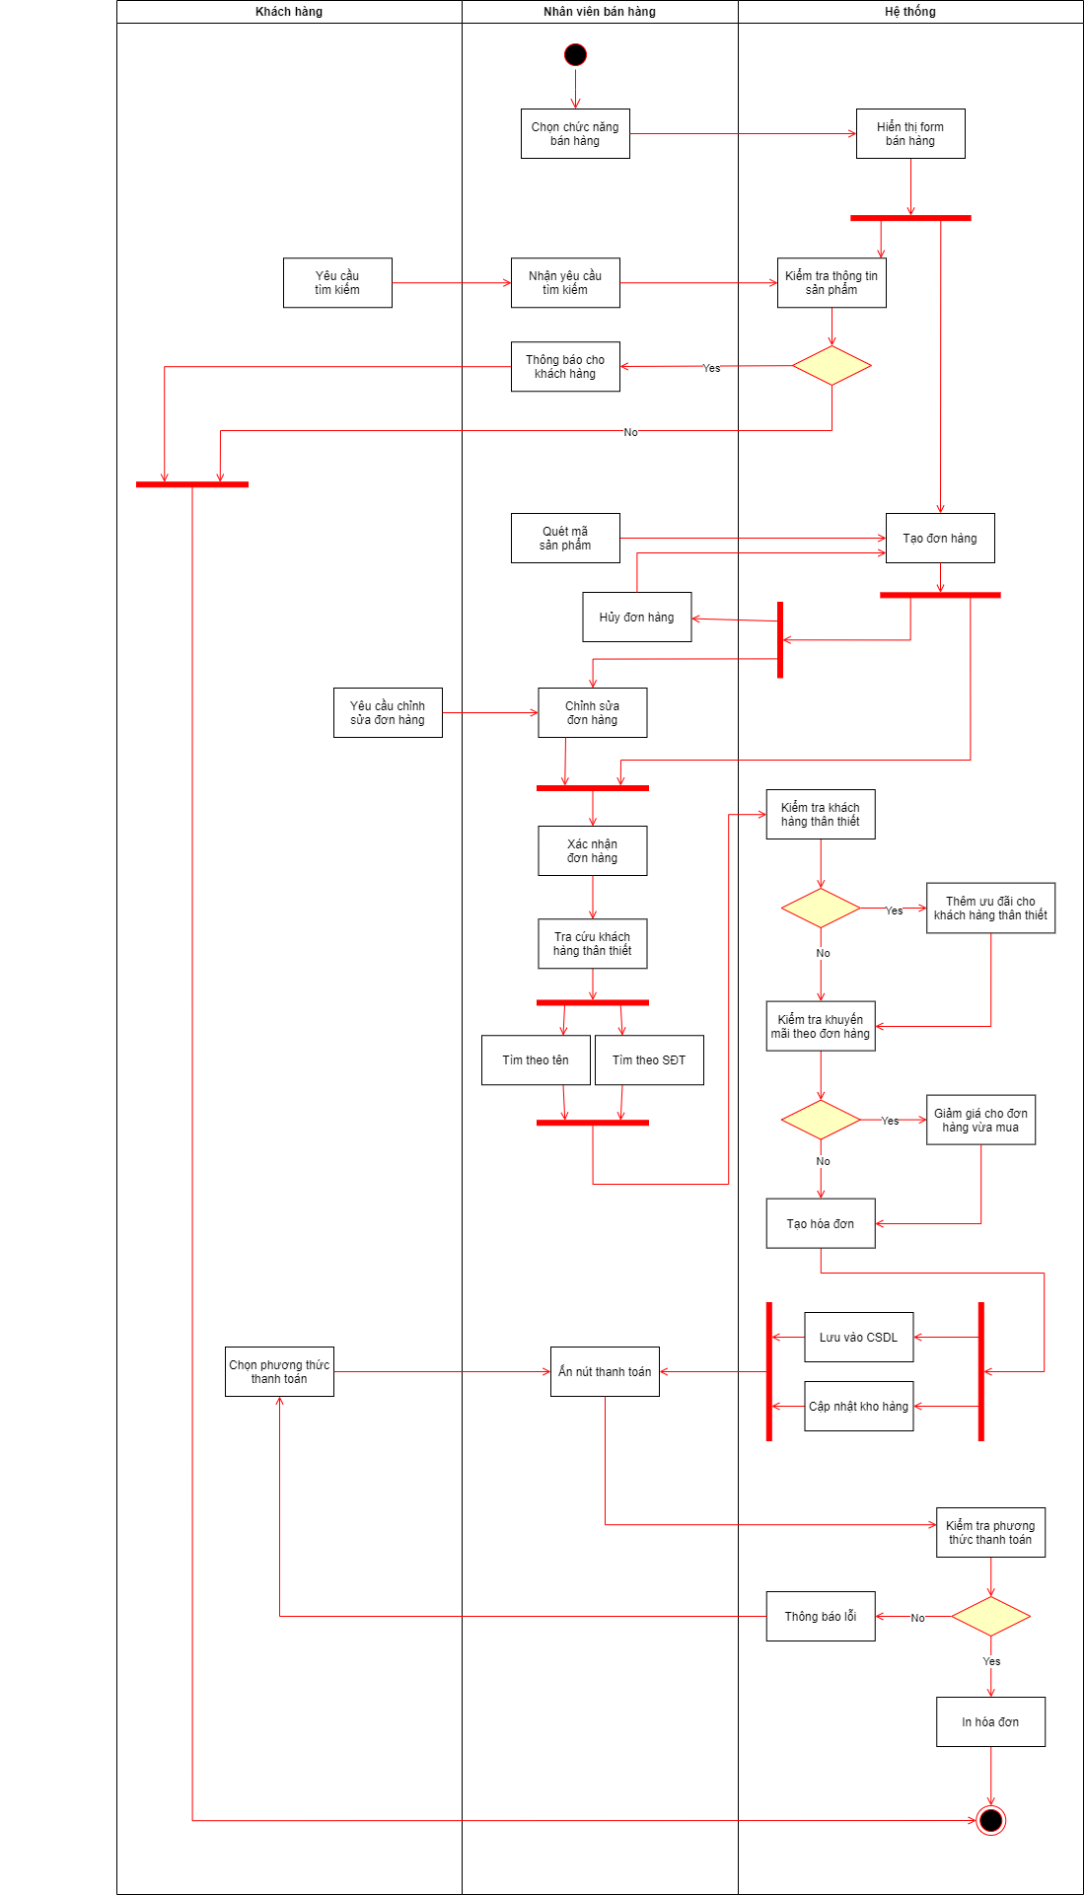 Khách hàng
Nhân viên bán hàng
Hệ thống
Chọn chức năng
bán hàng
Hiển thị form
bán hàng
Yêu cầu
tìm kiếm
Nhận yêu cầu
tìm kiếm
Kiểm tra thông tin
sản phẩm
Thông báo cho
khách hàng
Yes
No
Quét mã
sản phẩm
Tạo đơn hàng
Hủy đơn hàng
Yêu cầu chỉnh
sửa đơn hàng
Chỉnh sửa
đơn hàng
Kiểm tra khách
hàng thân thiết
Xác nhận
đơn hàng
Yes
Thêm ưu đãi cho
khách hàng thân thiết
Tra cứu khách
hàng thân thiết
No
Kiểm tra khuyến
mãi theo đơn hàng
Tìm theo tên
Tìm theo SĐT
Yes
Giảm giá cho đơn
hàng vừa mua
No
Tạo hóa đơn
Lưu vào CSDL
Chọn phương thức
thanh toán
Ấn nút thanh toán
Cập nhật kho hàng
Kiểm tra phương
thức thanh toán
Thông báo lỗi
No
Yes
In hóa đơn